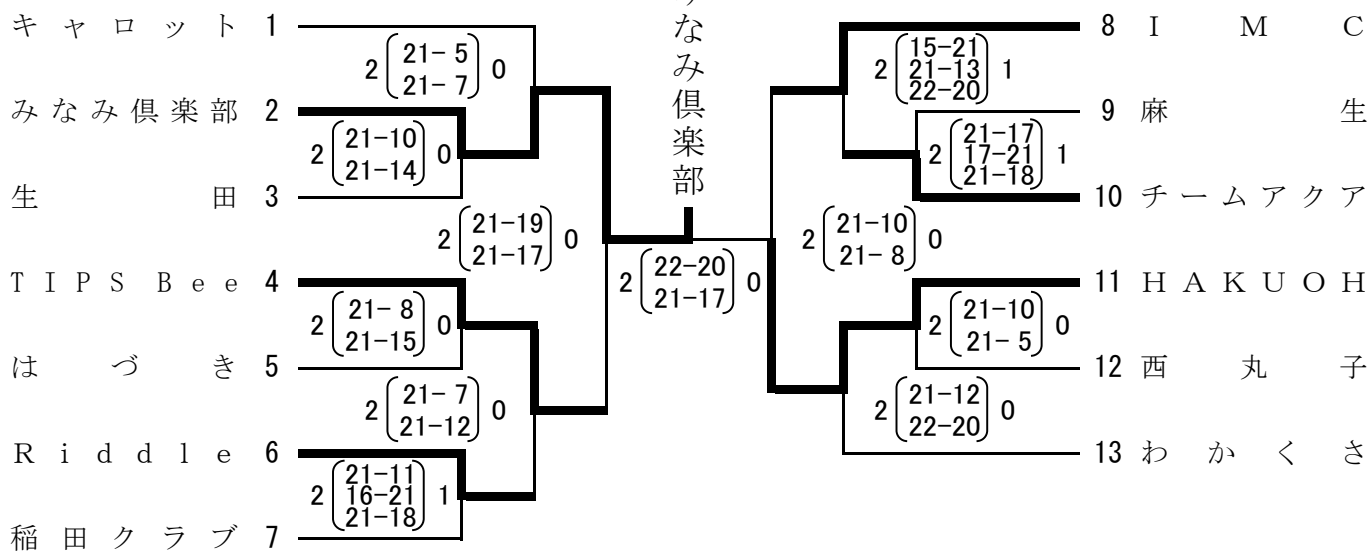 みなみ倶楽部
キャロット 1
2 21-5 0
21-7
みなみ倶楽部 2
2 21-10 0
21-14
生田 3
2 21-19 0
21-17
TIPS Bee 4
2 21-8 0
21-15
はづき 5
2 21-7 0
21-12
Riddle 6
2 21-11 1
16-21
21-18
稲田クラブ 7
2 22-20 0
21-17
8 IMC
2 15-21 1
21-13
22-20
9 麻生
2 21-17 1
17-21
21-18
10 チームアクア
2 21-10 0
21-8
11 HAKUOH
2 21-10 0
21-5
12 西丸子
2 21-12 0
22-20
13 わかくさ